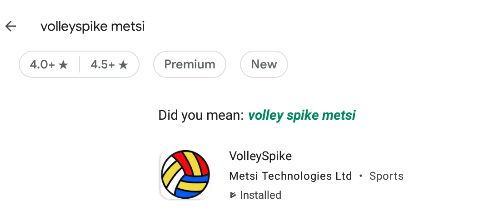 volleyspike metsi
4.0+ ★ 4.5+ ★ Premium New
Did you mean: volley spike metsi
VolleySpike
Metsi Technologies Ltd • Sports
Installed